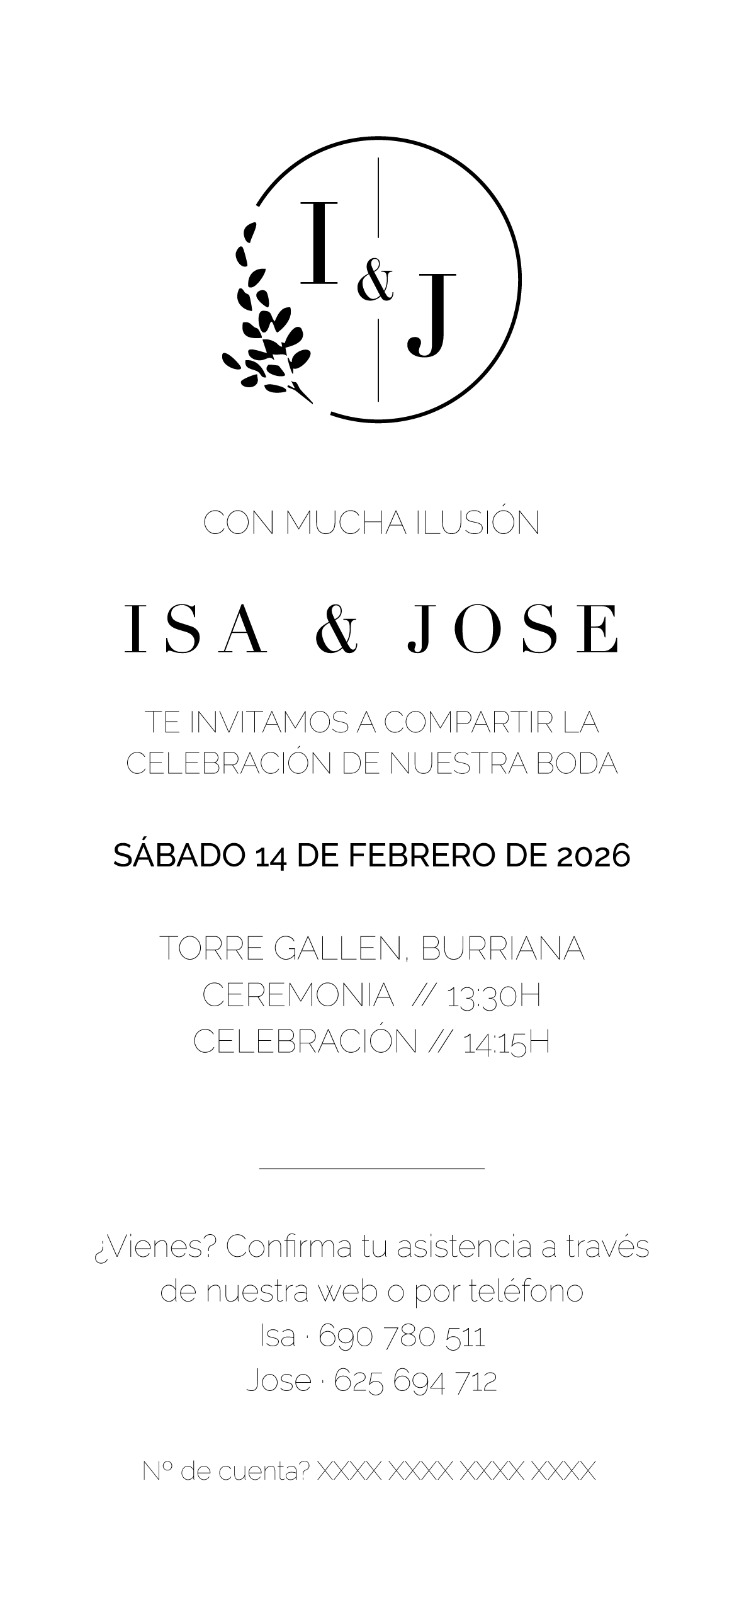 I & J
CON MUCHA ILUSIÓN
ISA & JOSE
TE INVITAMOS A COMPARTIR LA
CELEBRACIÓN DE NUESTRA BODA
SÁBADO 14 DE FEBRERO DE 2026
TORRE GALLEN, BURRIANA
CEREMONIA // 13:30H
CELEBRACIÓN // 14:15H
¿Vienes? Confirma tu asistencia a través
de nuestra web o por teléfono
Isa · 690 780 511
Jose · 625 694 712
Nº de cuenta? XXXX XXXX XXXX XXXX